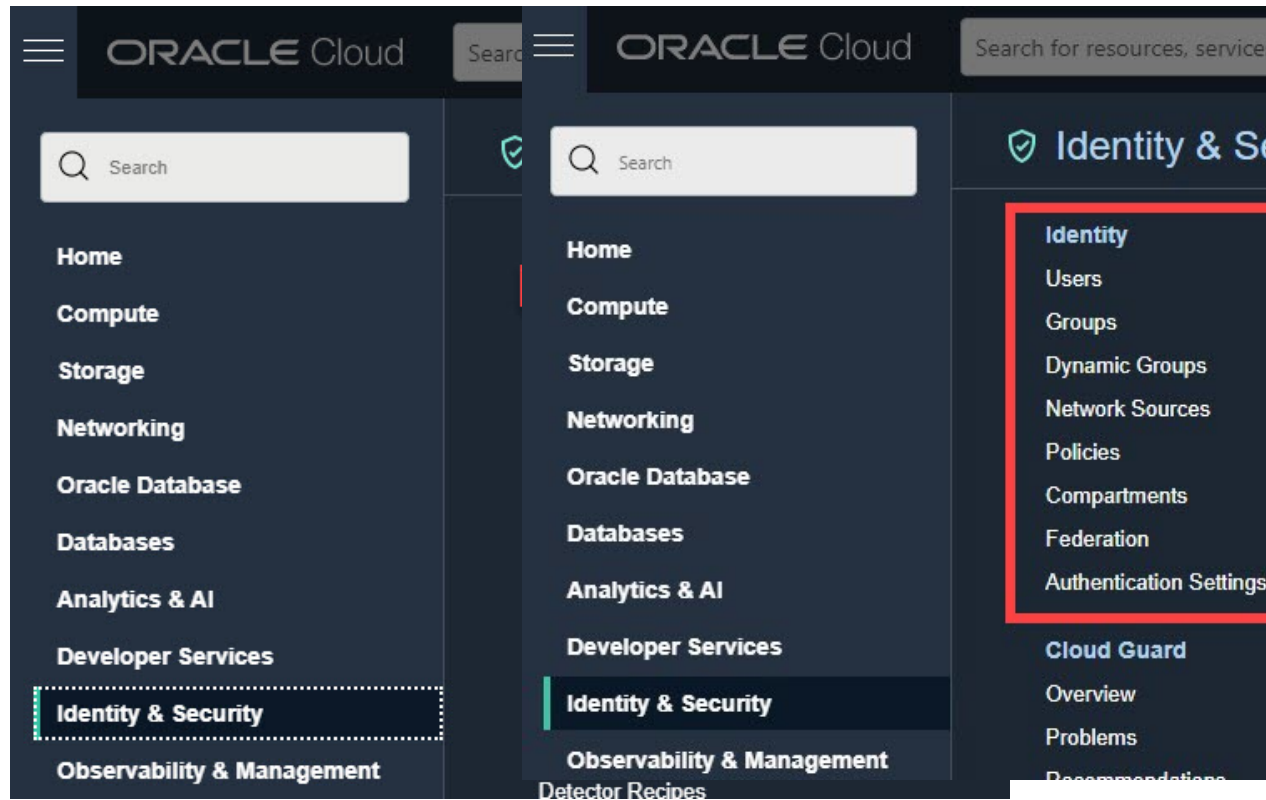 ORACLE Cloud
Searc
Search
Home
Compute
Storage
Networking
Oracle Database
Databases
Analytics & AI
Developer Services
Identity & Security
Observability & Management
ORACLE Cloud
Search for resources, service
Search
Home
Compute
Storage
Networking
Oracle Database
Databases
Analytics & AI
Developer Services
Identity & Security
Observability & Management
Identity & Se
Identity
Users
Groups
Dynamic Groups
Network Sources
Policies
Compartments
Federation
Authentication Settings
Cloud Guard
Overview
Problems
Recommendations
Detector Recipes